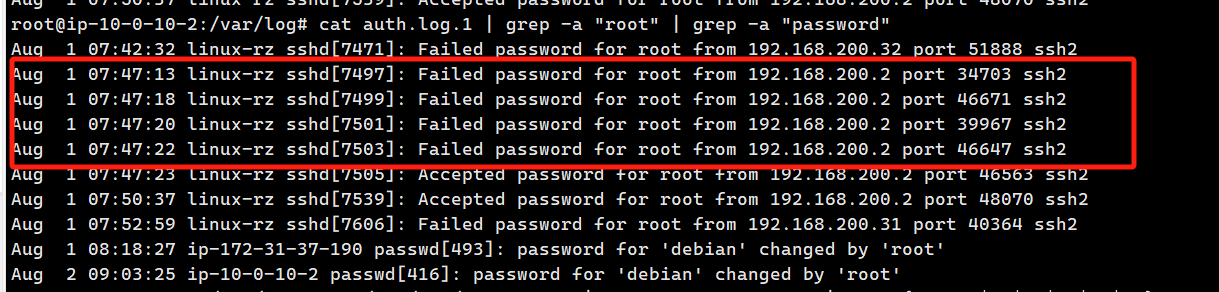 Aug  1 07:50:37 linux-rz sshd[7539]: Accepted password for root from 192.168.200.2 port 48070 ssh2
root@ip-10-0-10-2:/var/log# cat auth.log.1 | grep -a "root" | grep -a "password"
Aug  1 07:42:32 linux-rz sshd[7471]: Failed password for root from 192.168.200.32 port 51888 ssh2
Aug  1 07:47:13 linux-rz sshd[7497]: Failed password for root from 192.168.200.2 port 34703 ssh2
Aug  1 07:47:18 linux-rz sshd[7499]: Failed password for root from 192.168.200.2 port 46671 ssh2
Aug  1 07:47:20 linux-rz sshd[7501]: Failed password for root from 192.168.200.2 port 39967 ssh2
Aug  1 07:47:22 linux-rz sshd[7503]: Failed password for root from 192.168.200.2 port 46647 ssh2
Aug  1 07:47:23 linux-rz sshd[7505]: Accepted password for root from 192.168.200.2 port 46563 ssh2
Aug  1 07:50:37 linux-rz sshd[7539]: Accepted password for root from 192.168.200.2 port 48070 ssh2
Aug  1 07:52:59 linux-rz sshd[7606]: Failed password for root from 192.168.200.31 port 40364 ssh2
Aug  1 08:18:27 ip-172-31-37-190 passwd[493]: password for 'debian' changed by 'root'
Aug  2 09:03:25 ip-10-0-10-2 passwd[416]: password for 'debian' changed by 'root'